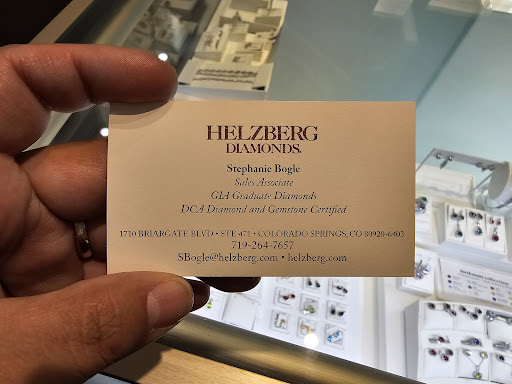 HELZBERG
DIAMONDS.
Stephanie Bogle
Sales Associate
GIA Graduate Diamonds
DCA Diamond and Gemstone Certified
1710 BRIARGATE BLVD • STE 471 • COLORADO SPRINGS, CO 80920-6403
719-264-7657
SBogle@helzberg.com • helzberg.com